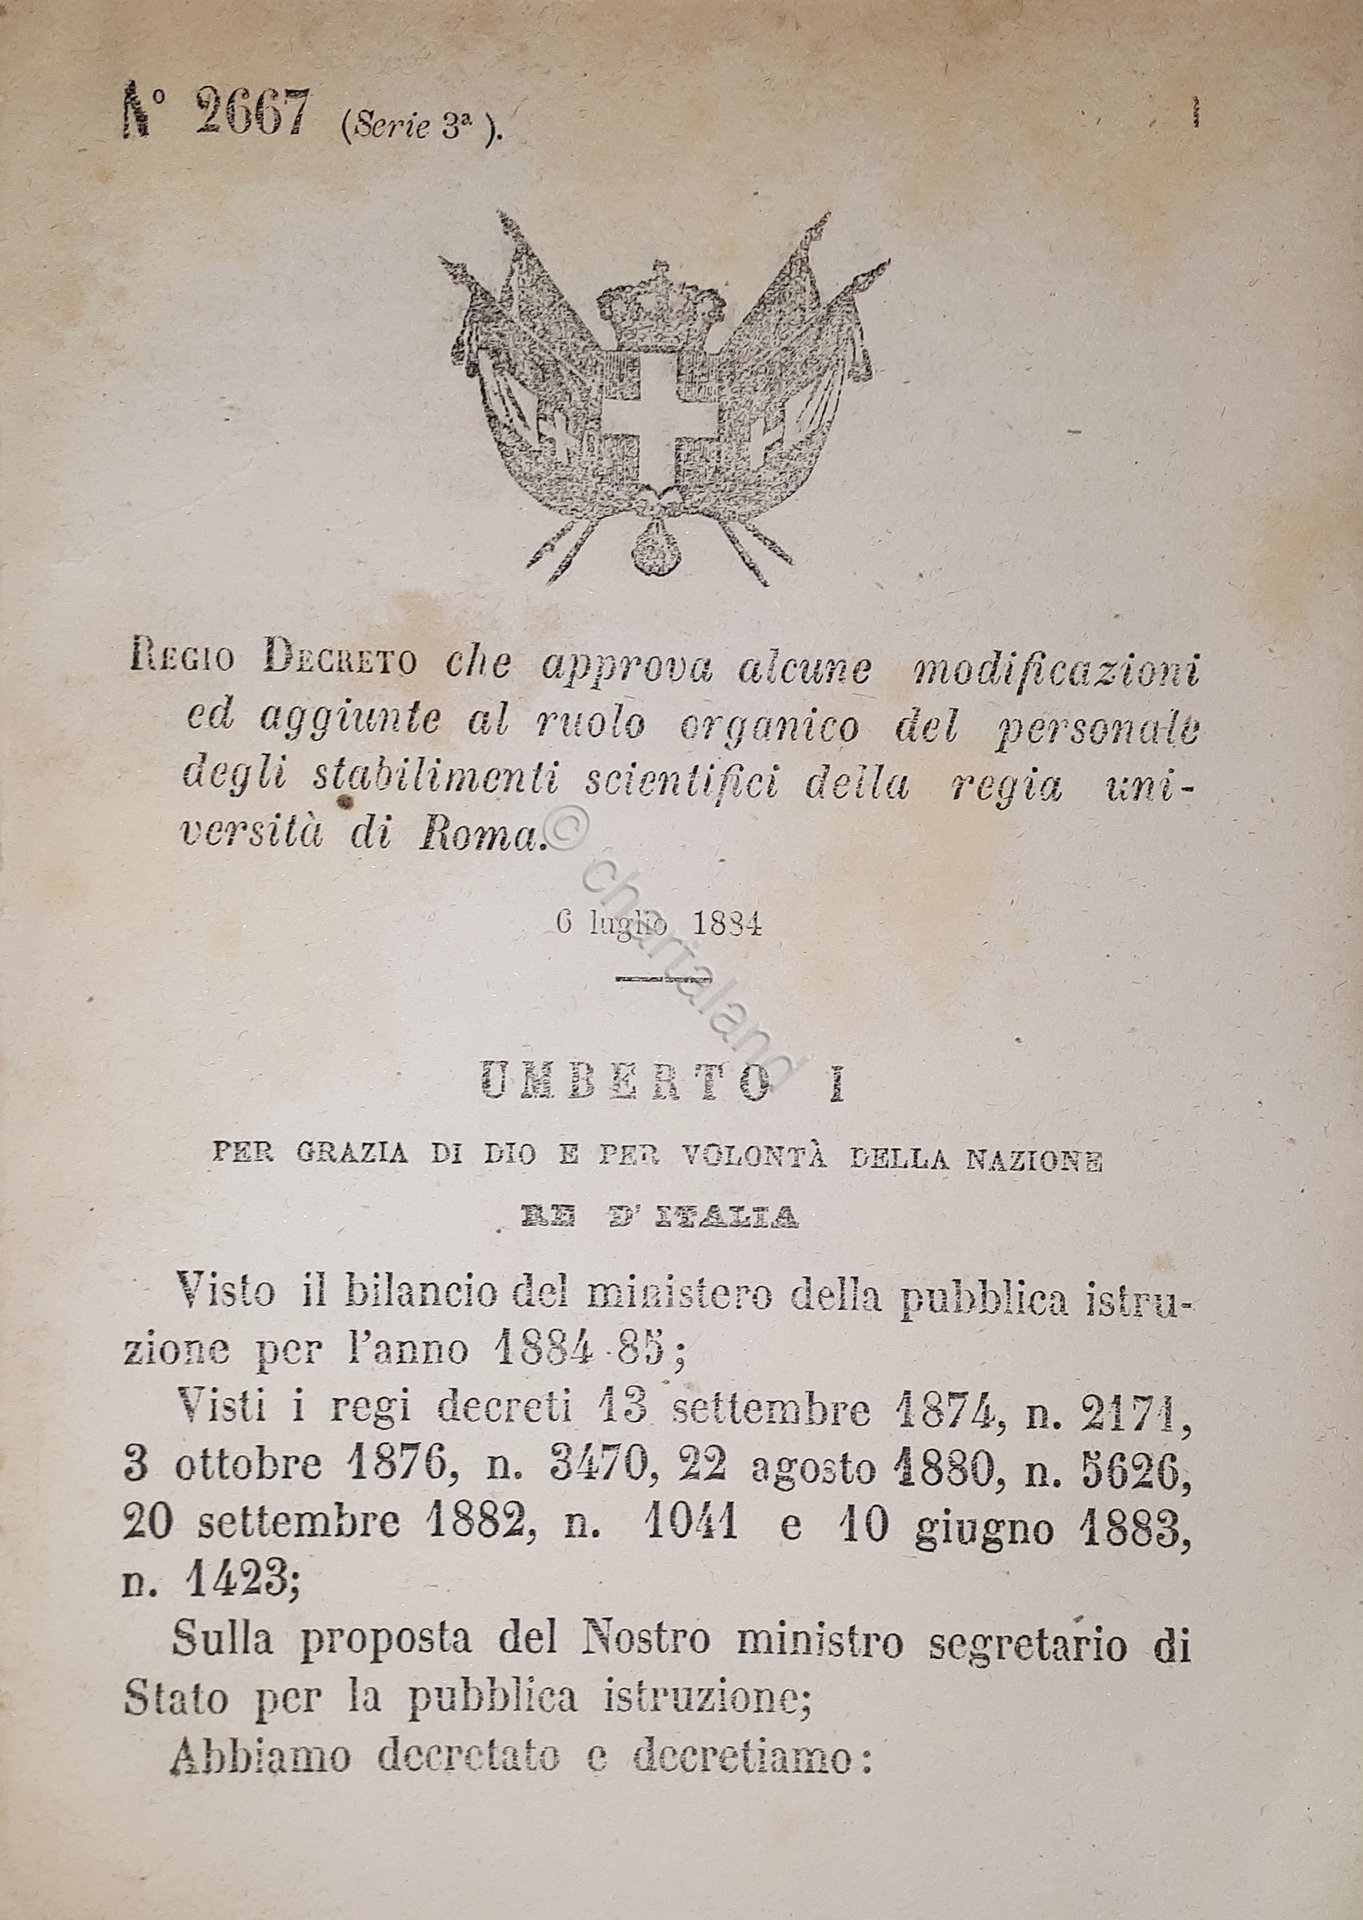 N° 2667 (Serie 3ª ).
1
REGIO DECRETO che approva alcune modificazioni
ed aggiunte al ruolo organico del personale
degli stabilimenti scientifici della regia uni-
versità di Roma.
6 luglio 1884
UMBERTO I
PER GRAZIA DI DIO E PER VOLONTÀ DELLA NAZIONE
RE D'ITALIA
Visto il bilancio del ministero della pubblica istru-
zione per l'anno 1884-85;
Visti i regi decreti 13 settembre 1874, n. 2171,
3 ottobre 1876, n. 3470, 22 agosto 1880, n. 5626,
20 settembre 1882, n. 1041 e 10 giugno 1883,
n. 1423;
Sulla proposta del Nostro ministro segretario di
Stato per la pubblica istruzione;
Abbiamo decretato e decretiamo:
© chartaland